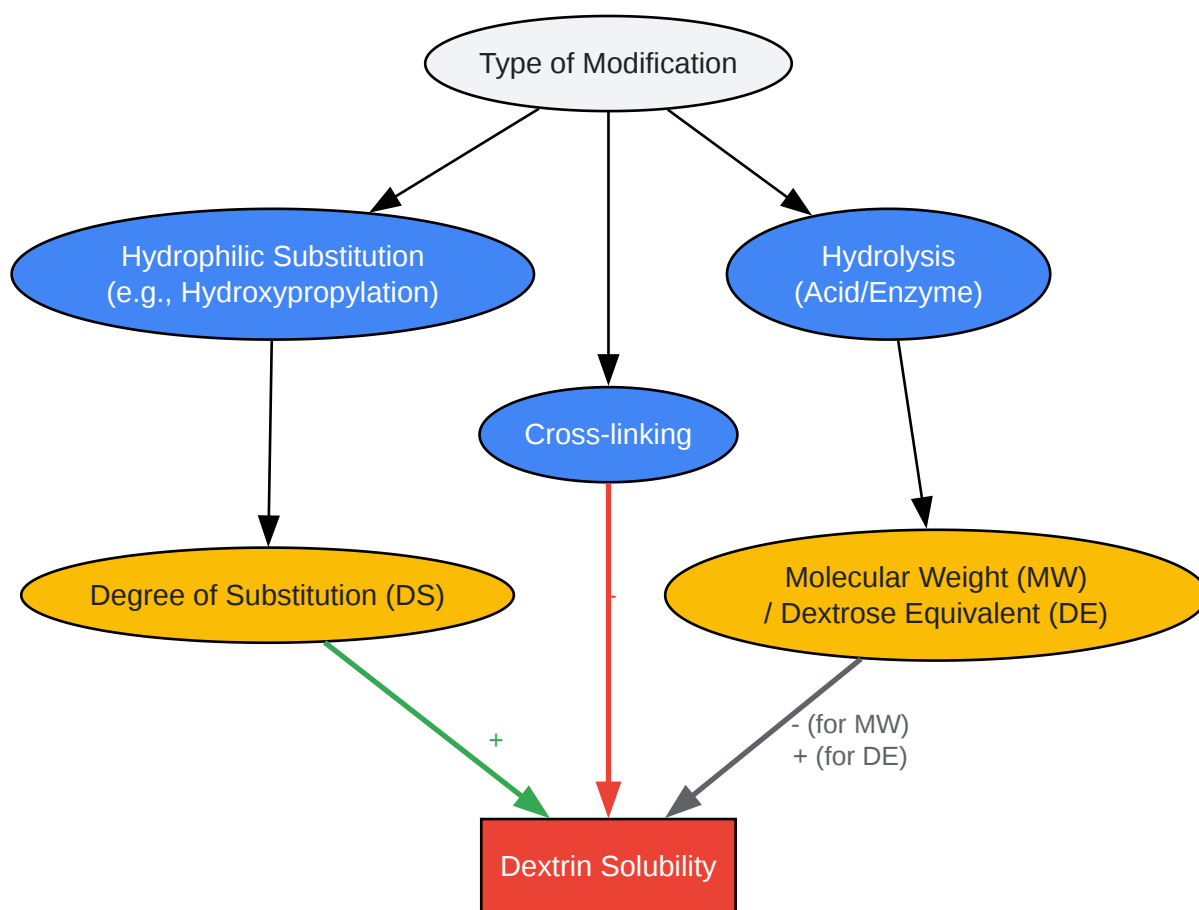 Type of Modification
Hydrophilic Substitution
(e.g., Hydroxypropylation)
Hydrolysis
(Acid/Enzyme)
Cross-linking
Degree of Substitution (DS)
-
Molecular Weight (MW)
/ Dextrose Equivalent (DE)
+
- (for MW)
+ (for DE)
Dextrin Solubility